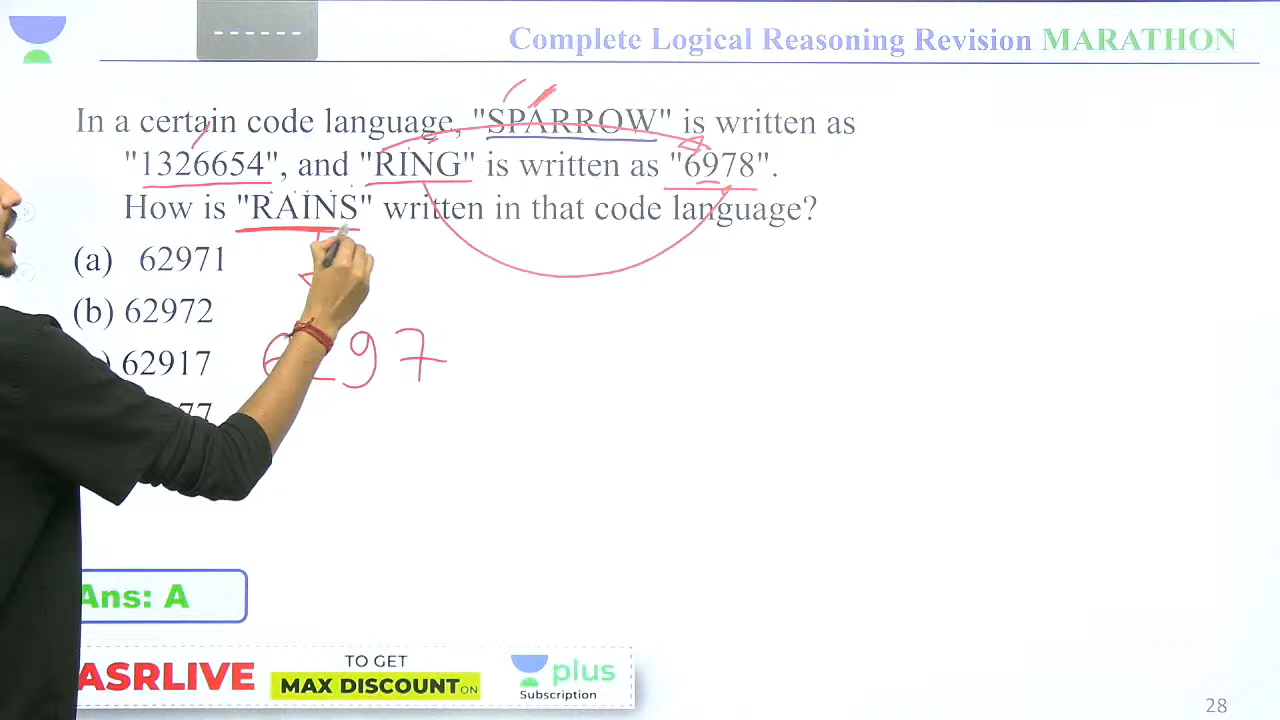 Complete Logical Reasoning Revision MARATHON
In a certain code language, "SPARROW" is written as
"1326654", and "RING" is written as "6978".
How is "RAINS" written in that code language?
(a) 62971
(b) 62972
62917
77
6297
Ans: A
ASRLIVE
TO GET
MAX DISCOUNT ON
plus
Subscription
28